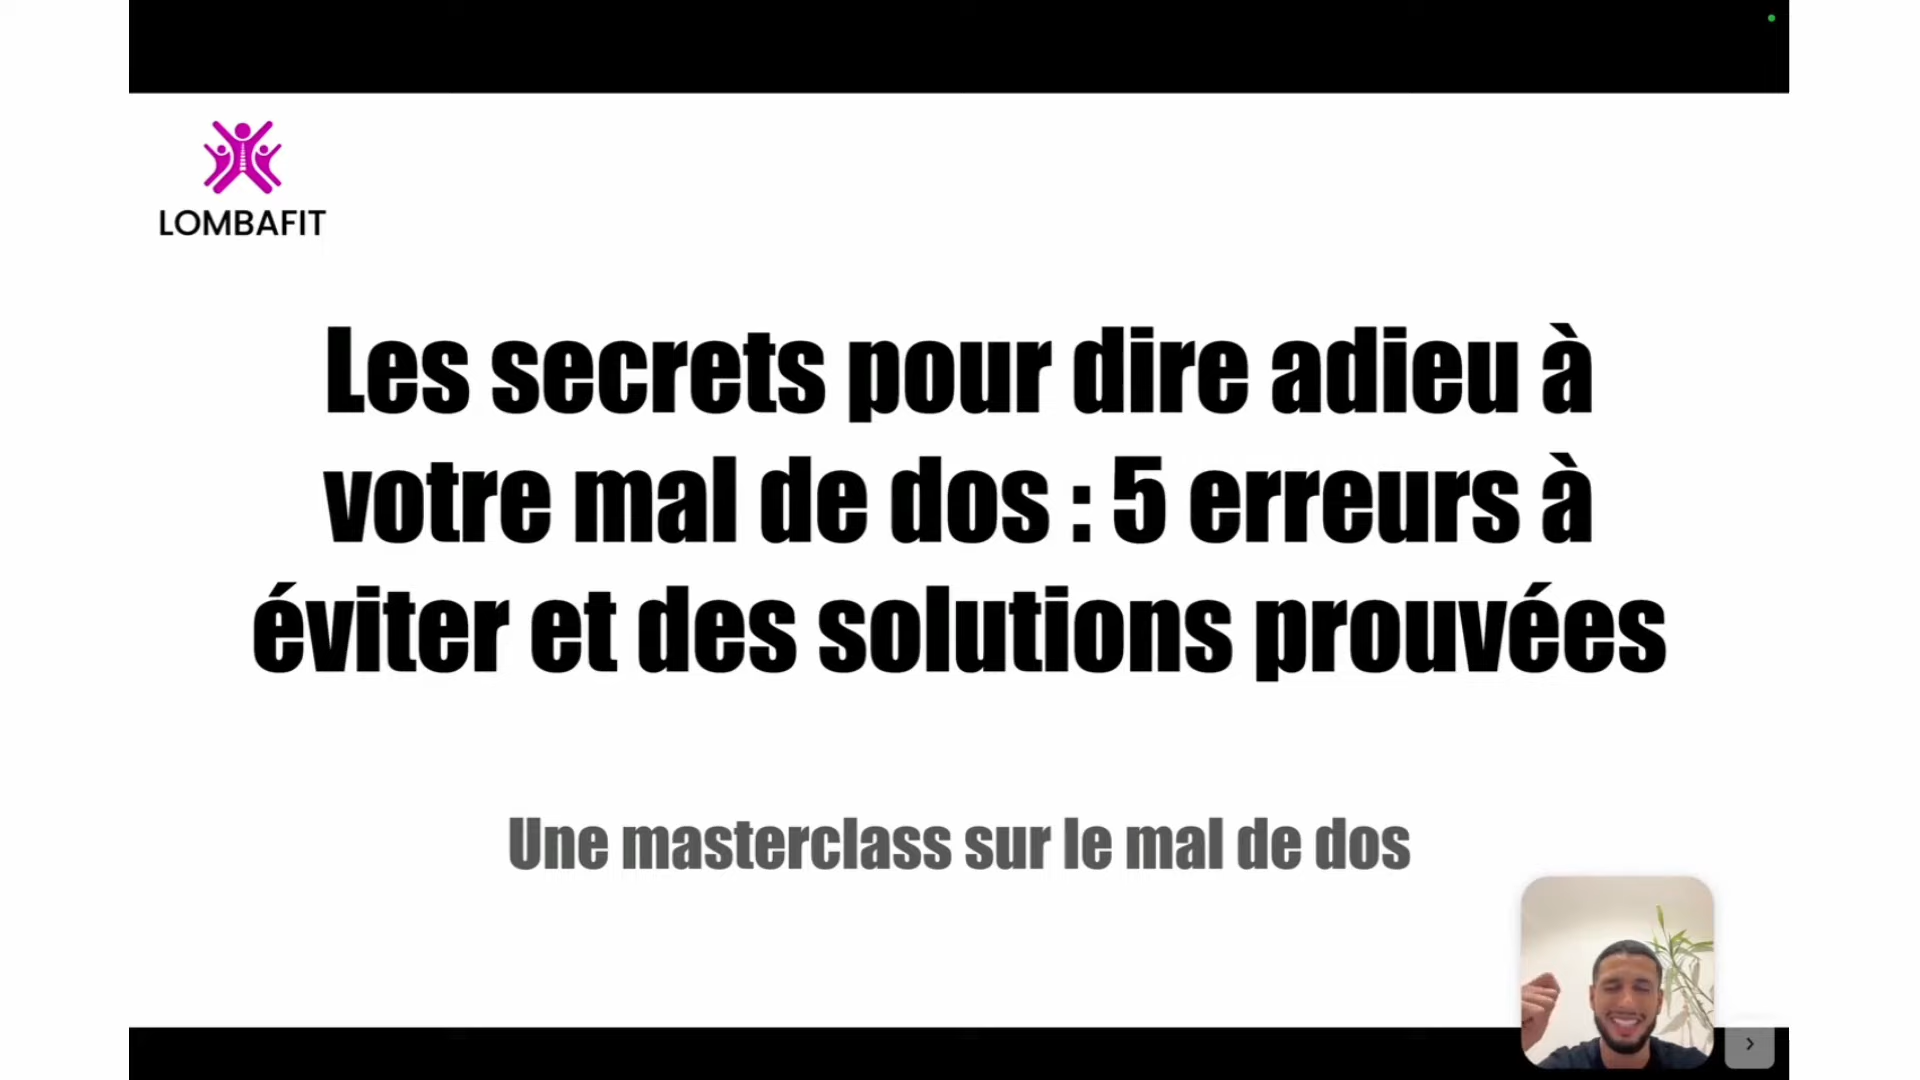 LOMBAFIT
Les secrets pour dire adieu à
votre mal de dos : 5 erreurs à
éviter et des solutions prouvées
Une masterclass sur le mal de dos